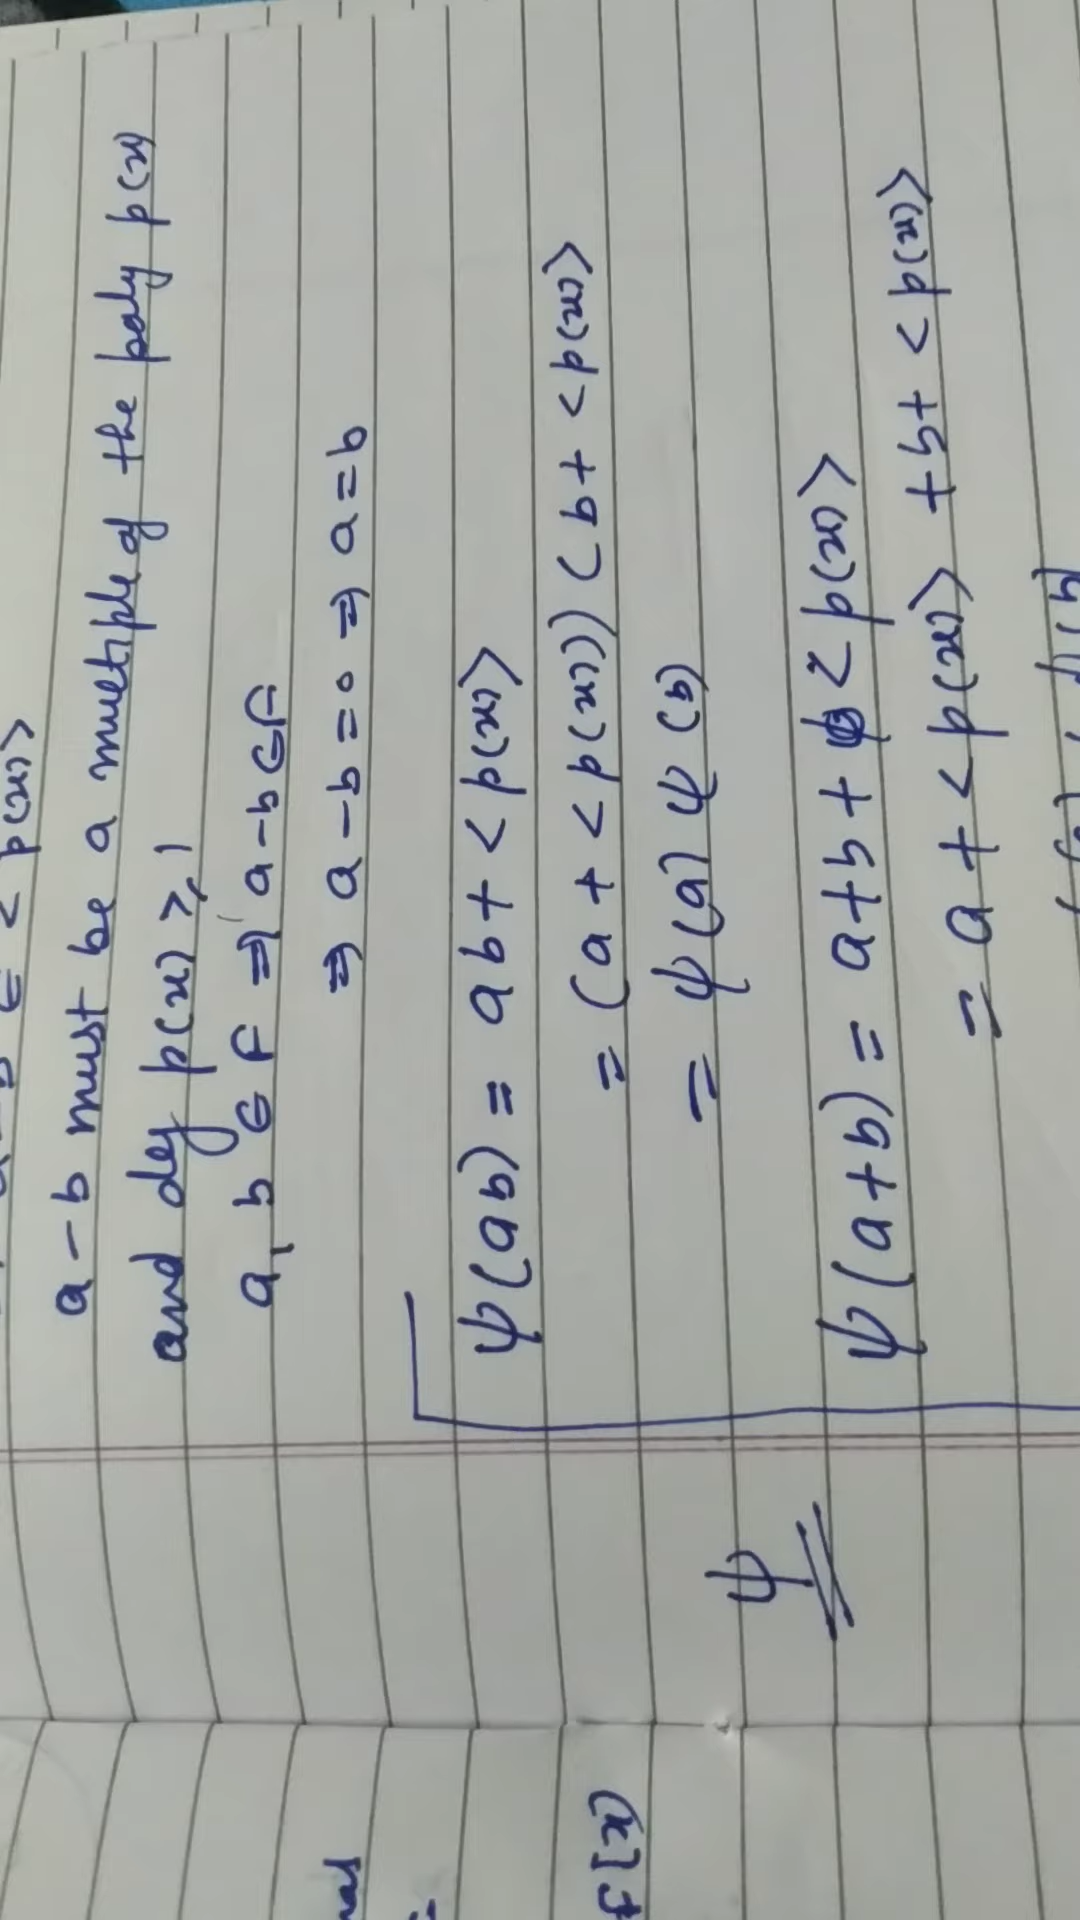 ∈ < p(x)>
a - b must be a multiple of the poly p(x)
and deg p(x) ≥ 1
a, b ∈ F ⇒ a - b ∈ F
⇒ a - b = 0 ⇒ a = b
ψ(ab) = ab + < p(x)>
= (a + < p(x)>) ( b + < p(x)>
= ψ(a) ψ(b)
ψ
ψ(a+b) = a+b + < p(x)>
= a + < p(x)> + b + < p(x)>